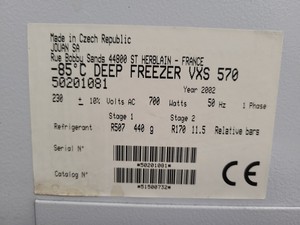 Made in Czech Republic
JOUAN SA
Rue Bobby Sands 44800 ST HERBLAIN - FRANCE
-85°C DEEP FREEZER VXS 570
50201081 Year 2002
230 ± 10% Volts AC 700 Watts 50 Hz 1 Phase
Stage 1 Stage 2
Refrigerant R507 440 g R170 11.5 Relative bars
Serial N°
*50201081*
Catalog N°
*51500732*
CE